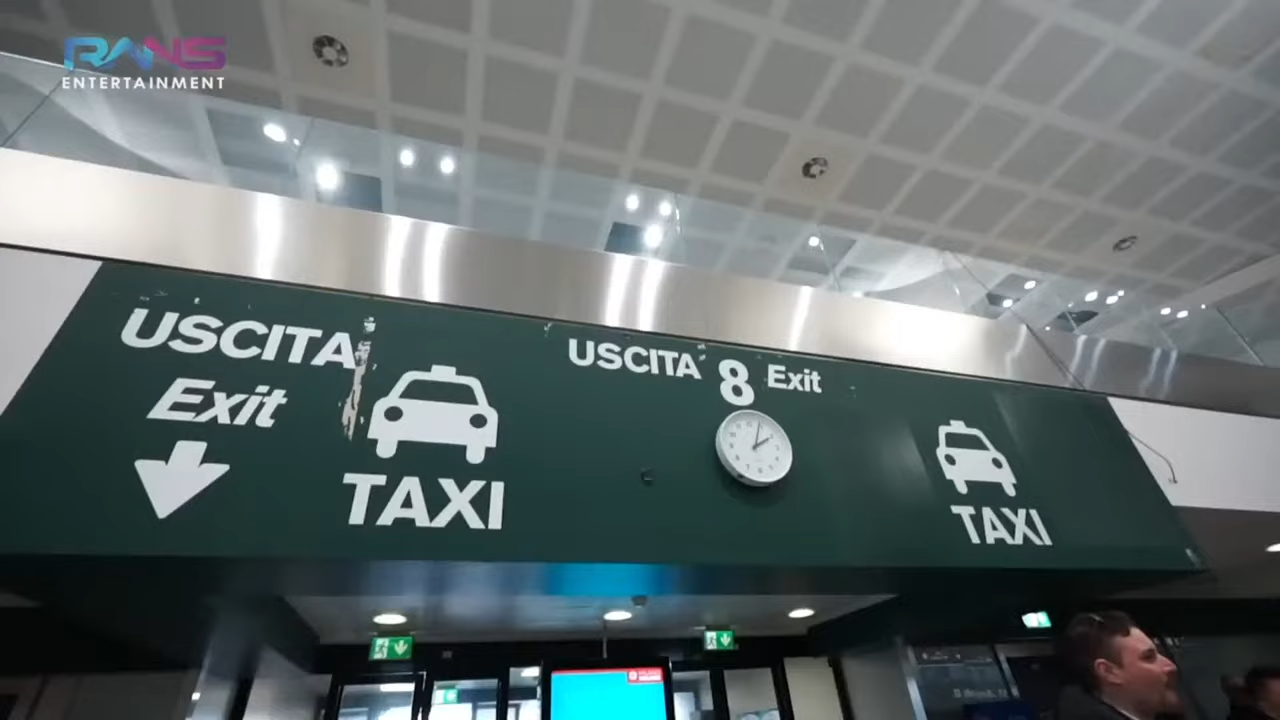 RANS
ENTERTAINMENT
USCITA
Exit
TAXI
USCITA 8 Exit
TAXI